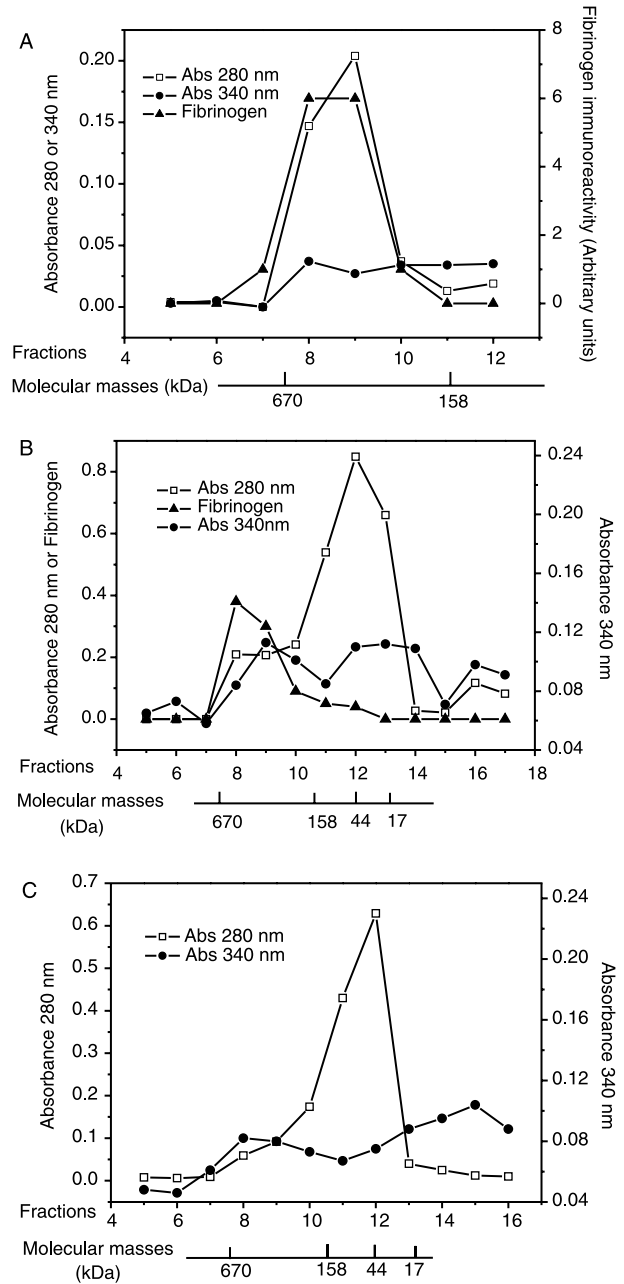 A
Abs 280 nm
Abs 340 nm
Fibrinogen
Absorbance 280 or 340 nm
0.20
0.15
0.10
0.05
0.00
Fibrinogen immunoreactivity (Arbitrary units)
8
6
4
2
0
Fractions
4 6 8 10 12
Molecular masses (kDa)
670 158
B
Abs 280 nm
Fibrinogen
Abs 340nm
Absorbance 280 nm or Fibrinogen
0.8
0.6
0.4
0.2
0.0
Absorbance 340 nm
0.24
0.20
0.16
0.12
0.08
0.04
Fractions
4 6 8 10 12 14 16 18
Molecular masses
(kDa)
670 158 44 17
C
Abs 280 nm
Abs 340 nm
Absorbance 280 nm
0.7
0.6
0.5
0.4
0.3
0.2
0.1
0.0
Absorbance 340 nm
0.24
0.20
0.16
0.12
0.08
0.04
Fractions
4 6 8 10 12 14 16
Molecular masses
(kDa)
670 158 44 17